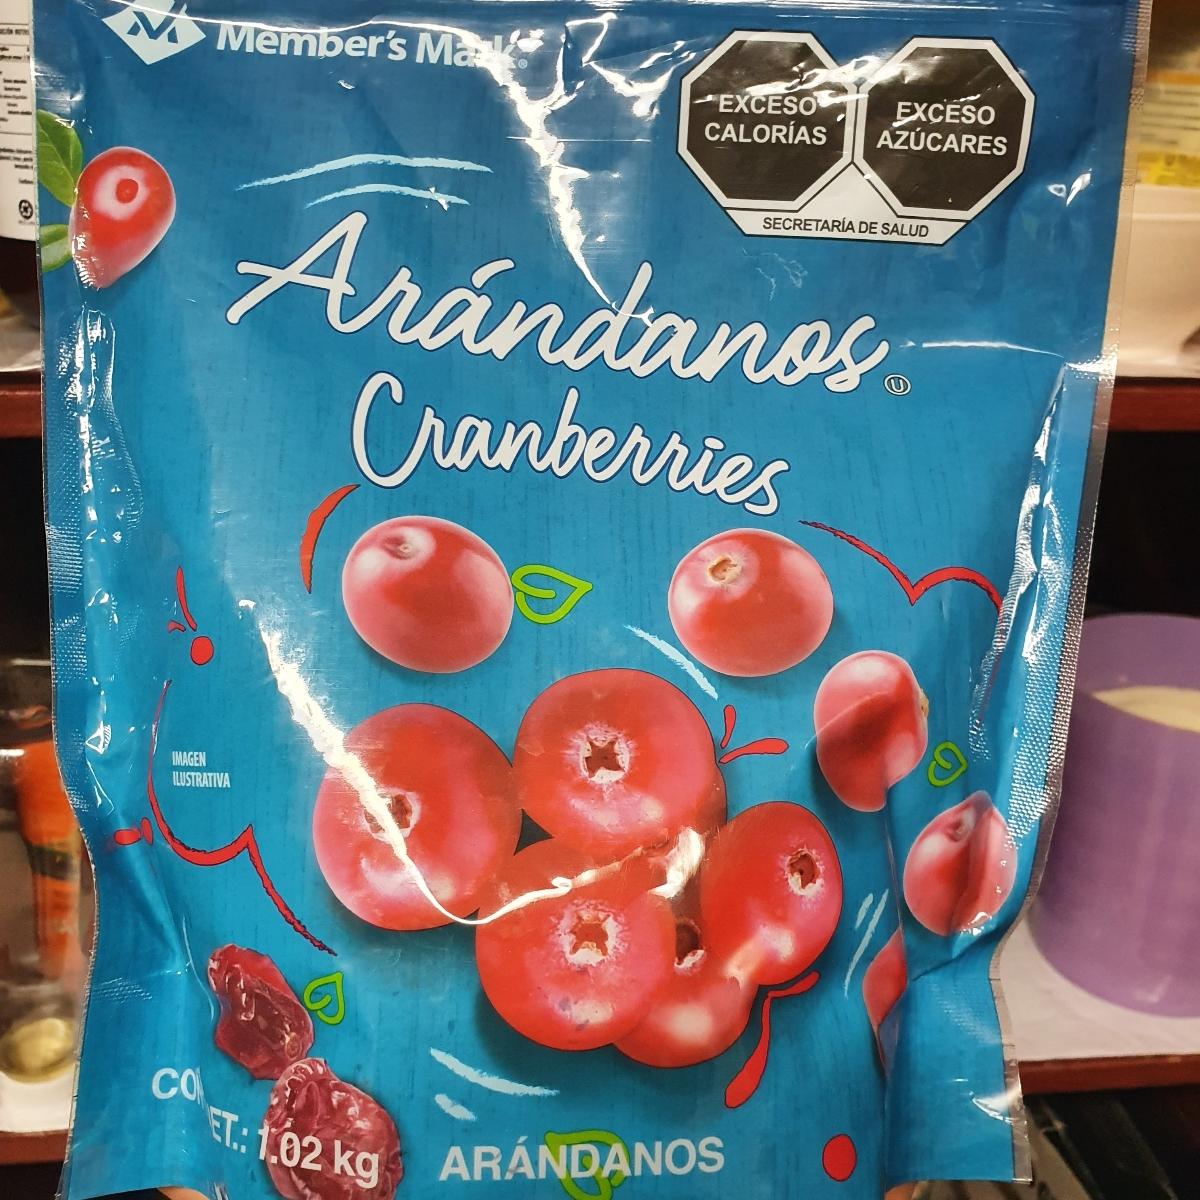 Member's Mark
EXCESO
CALORÍAS
EXCESO
AZÚCARES
SECRETARÍA DE SALUD
Arándanos
Cranberries
IMAGEN
ILUSTRATIVA
1.02 kg
ARÁNDANOS